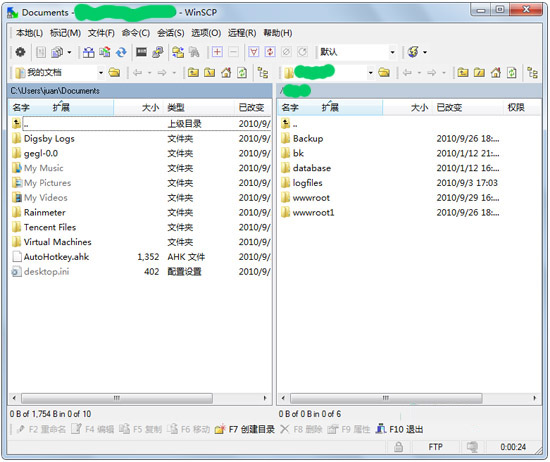 Documents - - WinSCP
本地(L) 标记(M) 文件(F) 命令(C) 会话(S) 选项(O) 远程(R) 帮助(H)
默认
我的文档
C:\Users\juan\Documents
/
名字 扩展 大小 类型 已改变
名字 扩展 大小 已改变 权限
.. 上级目录 2010/9/
Digsby Logs 文件夹 2010/9/
gegl-0.0 文件夹 2010/9/
My Music 文件夹 2010/9/
My Pictures 文件夹 2010/9/
My Videos 文件夹 2010/9/
Rainmeter 文件夹 2010/9/
Tencent Files 文件夹 2010/9/
Virtual Machines 文件夹 2010/9/
AutoHotkey.ahk 1,352 AHK 文件 2010/9/
desktop.ini 402 配置设置 2010/9/
..
Backup 2010/9/26 18:...
bk 2010/1/12 21:...
database 2010/1/12 16:...
logfiles 2010/9/3 17:03
wwwroot 2010/9/29 16:...
wwwroot1 2010/9/26 18:...
0 B of 1,754 B in 0 of 10
0 B of 0 B in 0 of 6
F2 重命名 F4 编辑 F5 复制 F6 移动 F7 创建目录 F8 删除 F9 属性 F10 退出
FTP 0:00:24